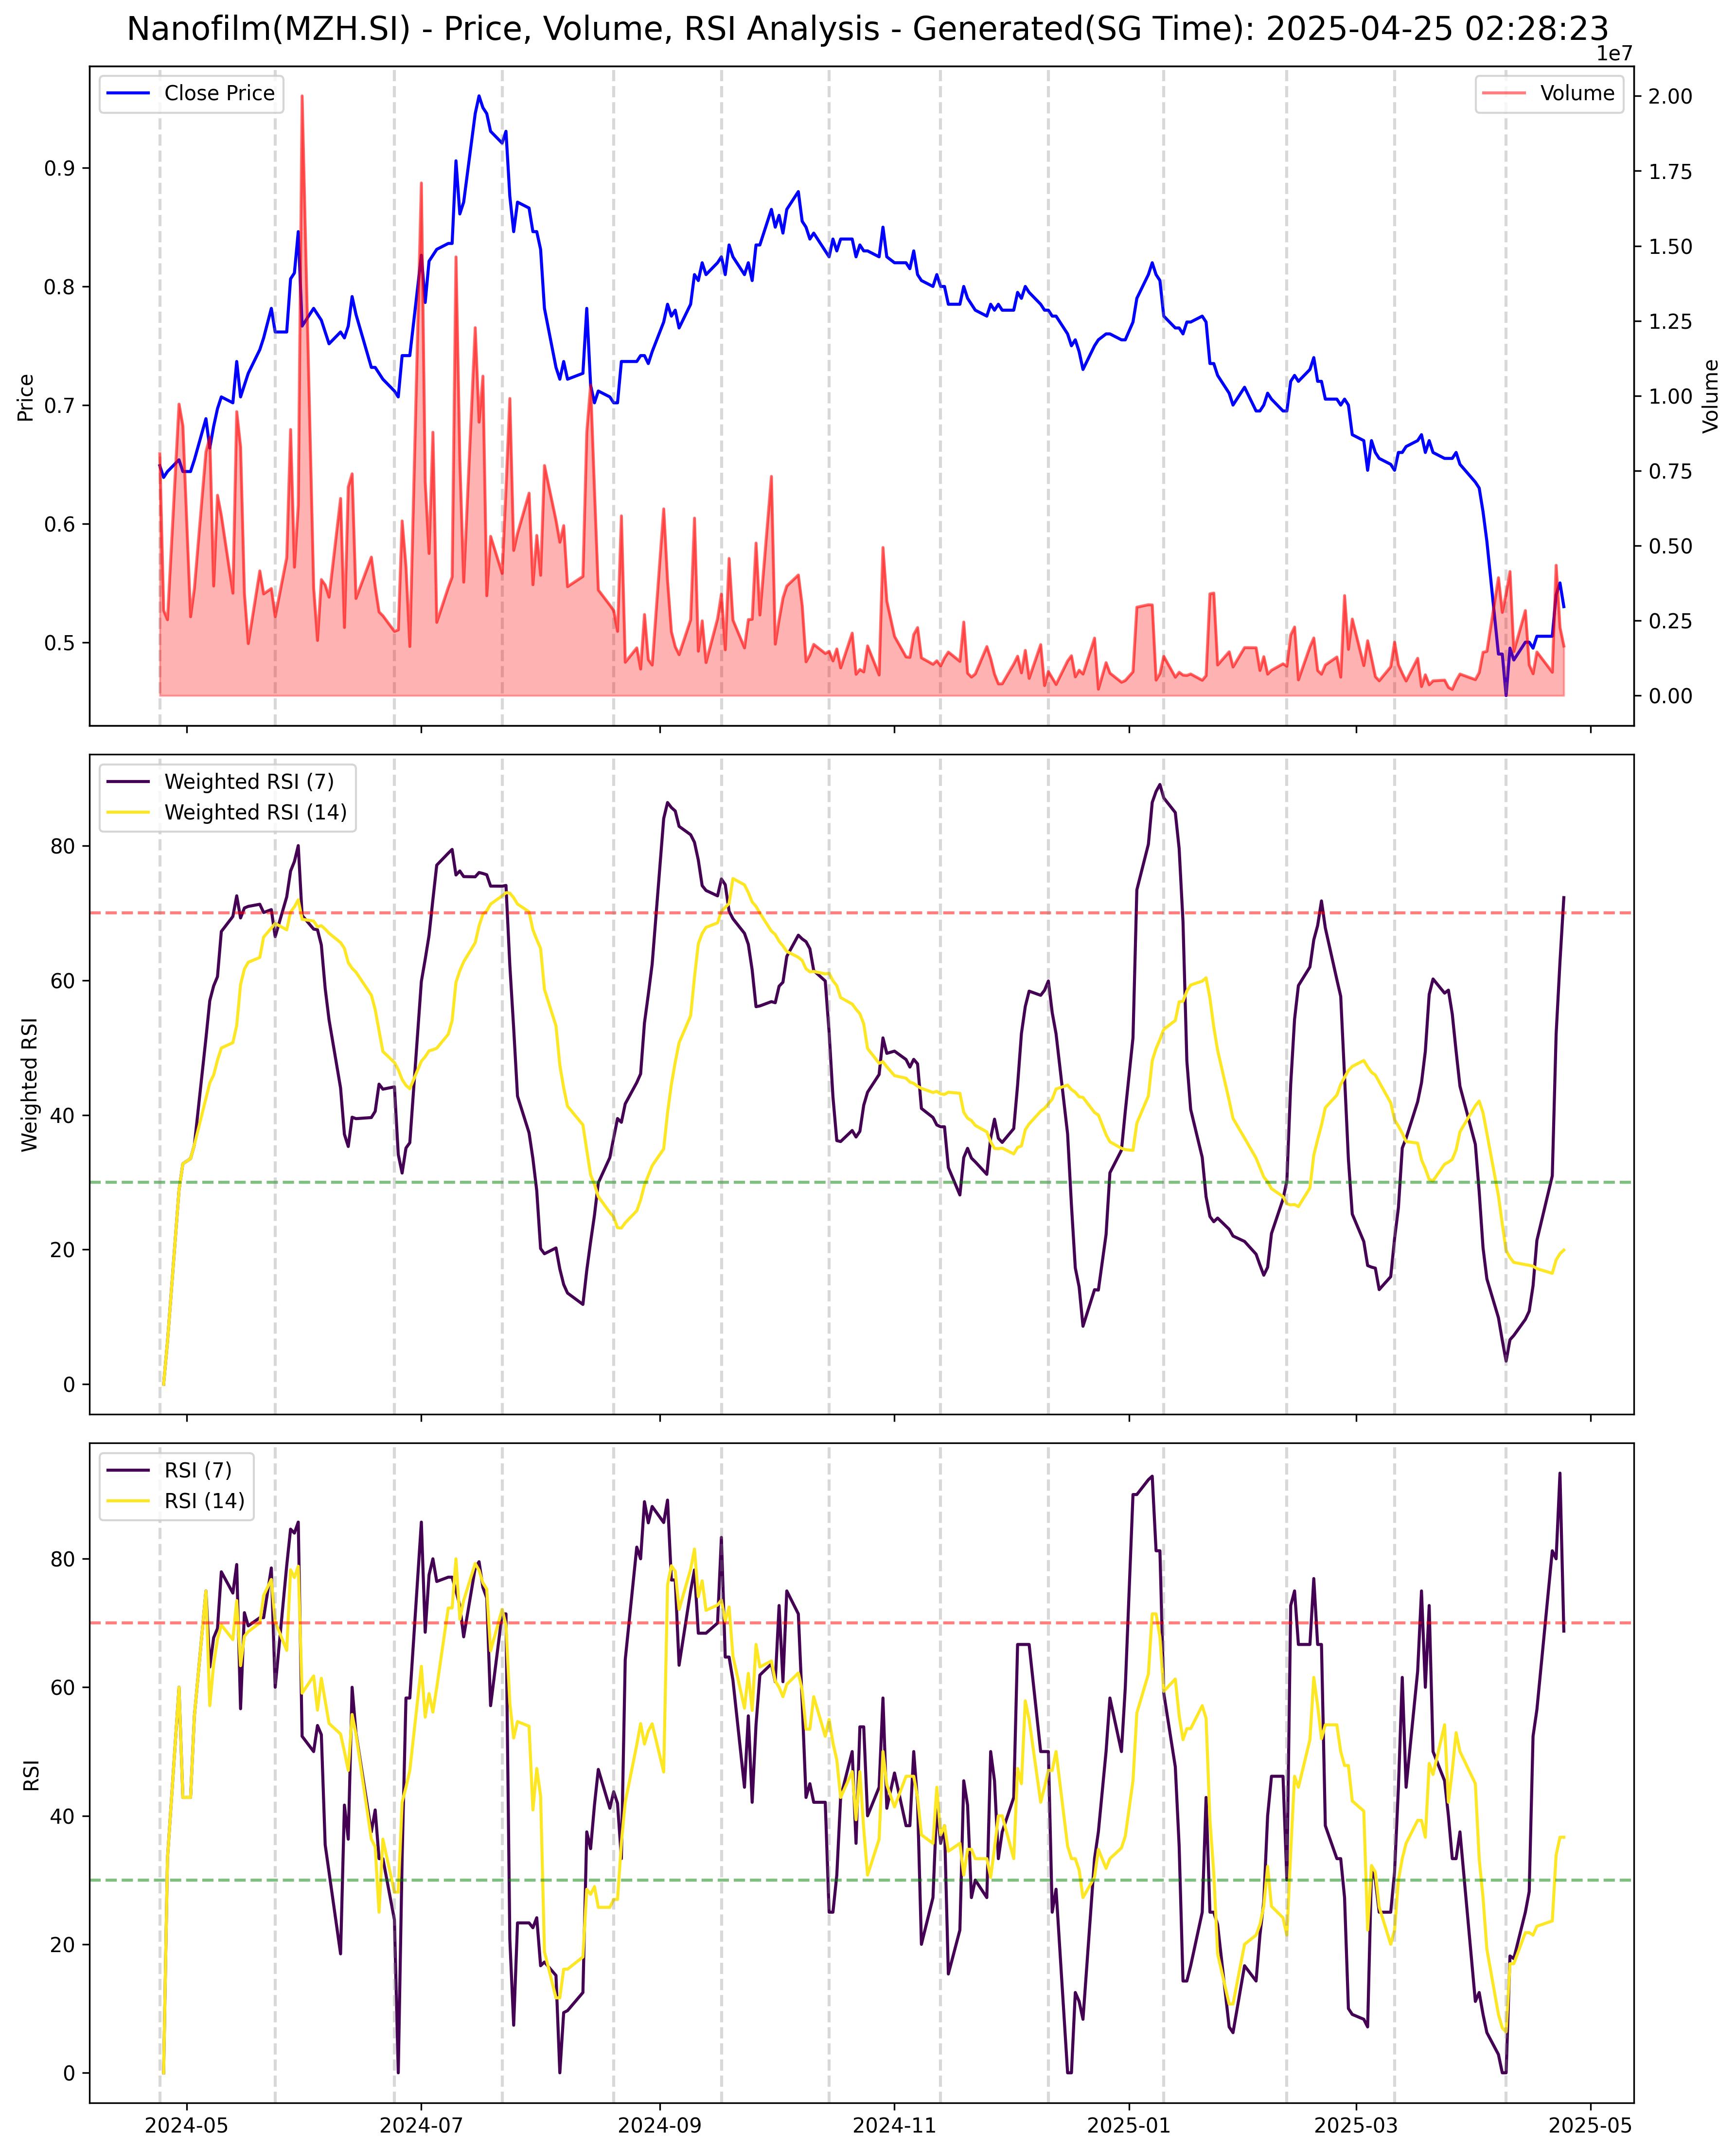 Nanofilm(MZH.SI) - Price, Volume, RSI Analysis - Generated(SG Time): 2025-04-25 02:28:23
1e7
Close Price
Volume
2.00
0.9
1.75
1.50
0.8
1.25
Price
0.7
1.00
Volume
0.75
0.6
0.50
0.5
0.25
0.00
Weighted RSI (7)
Weighted RSI (14)
80
60
Weighted RSI
40
20
0
RSI (7)
RSI (14)
80
60
RSI
40
20
0
2024-05
2024-07
2024-09
2024-11
2025-01
2025-03
2025-05